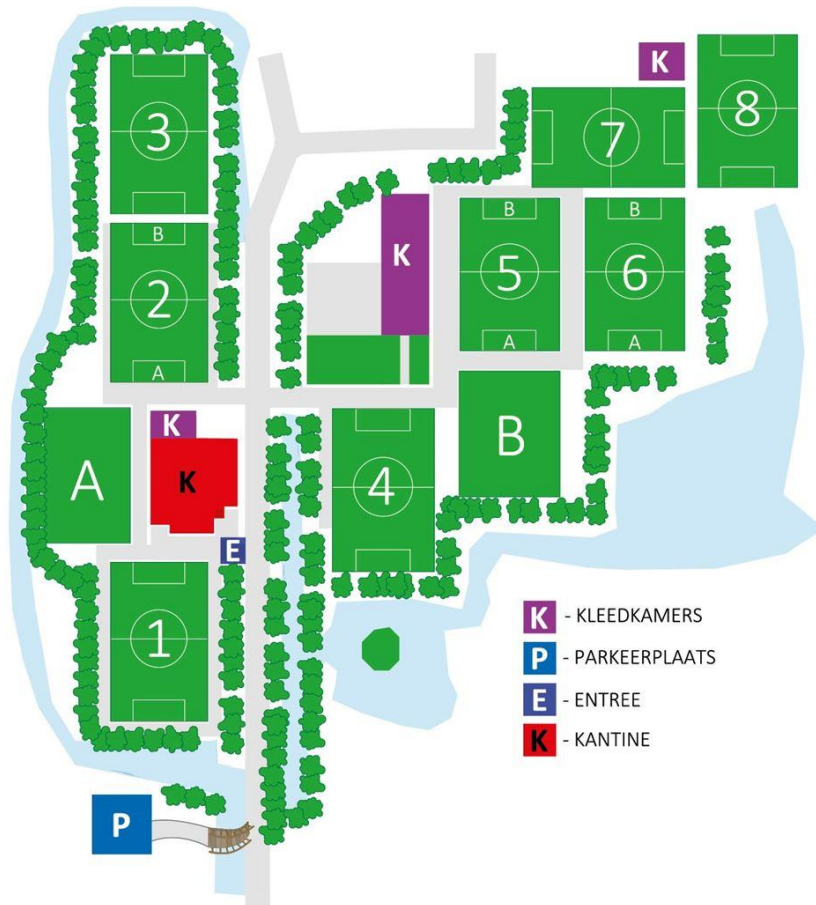 K
8
3
7
B
B
B
K
2
5
6
A
A
A
K
A
B
K
4
E
1
K - KLEEDKAMERS
P - PARKEERPLAATS
E - ENTREE
K - KANTINE
P